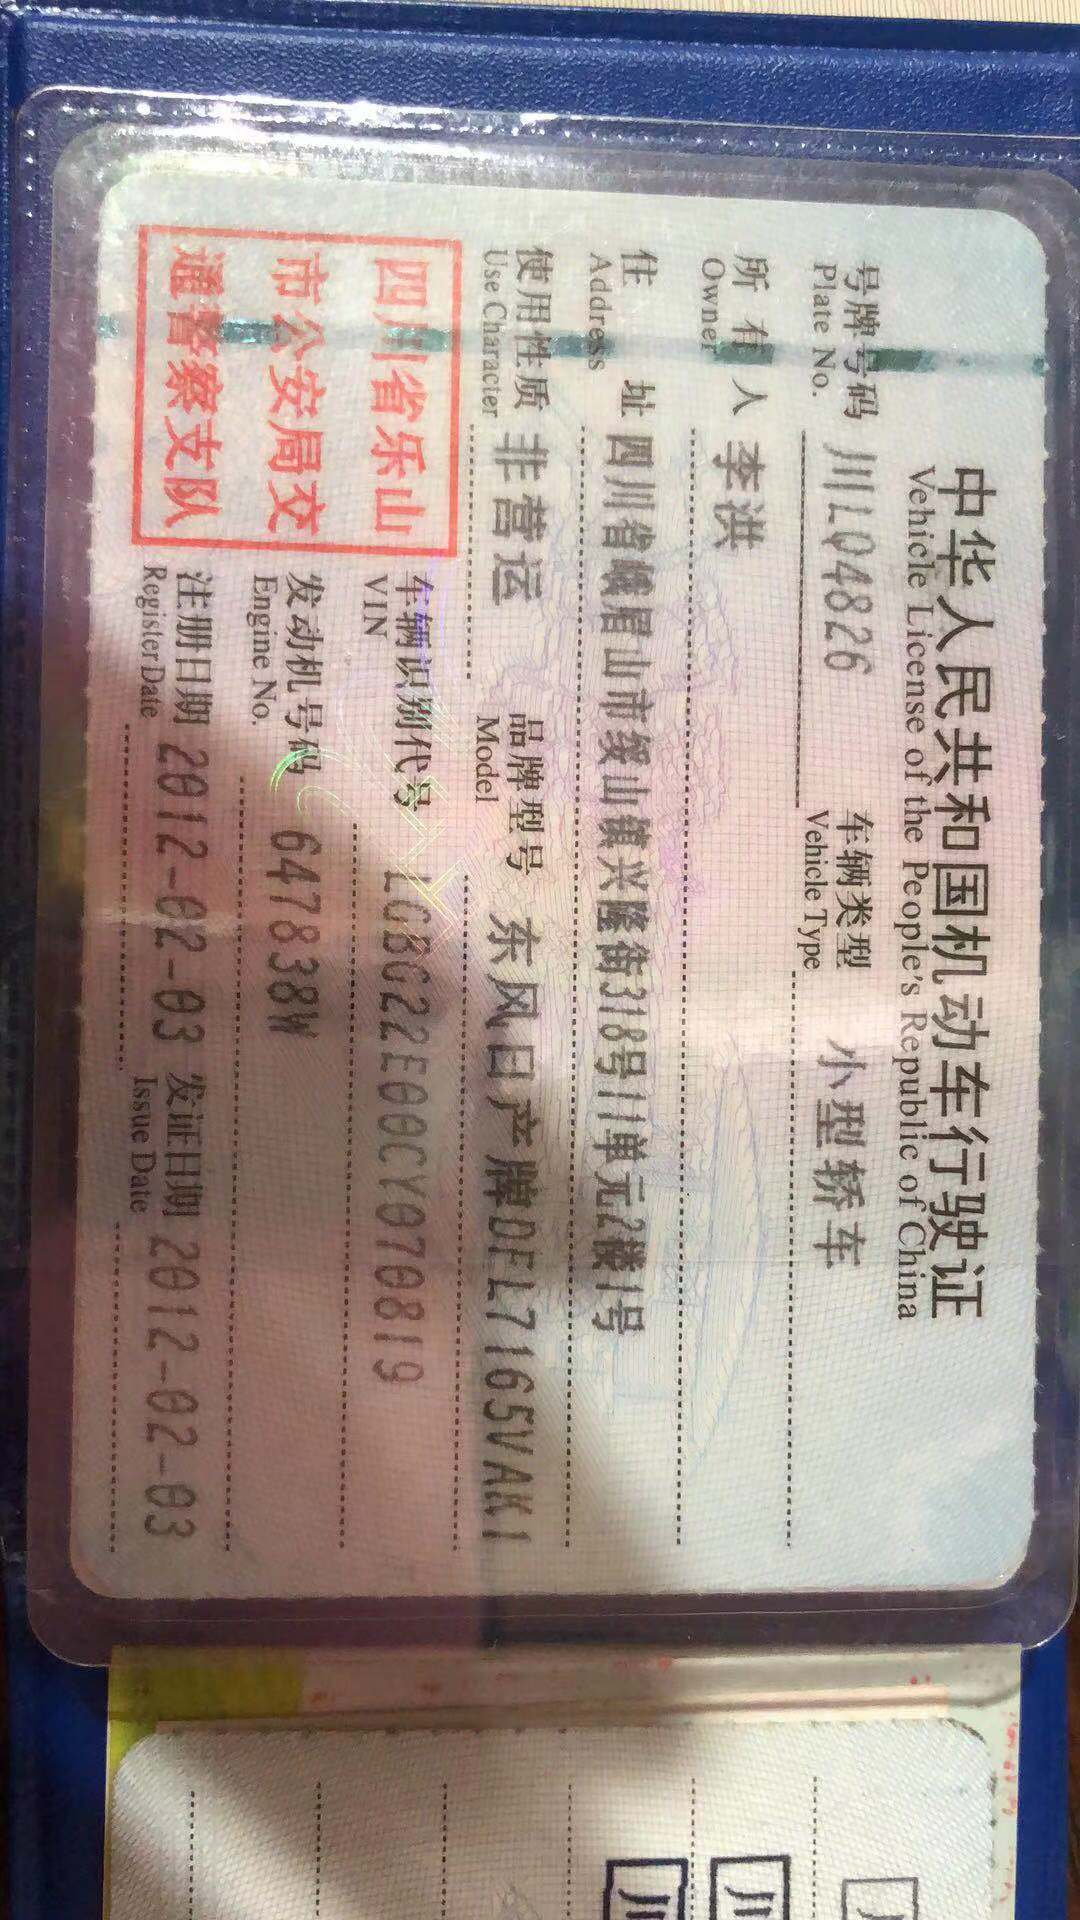 中华人民共和国机动车行驶证
Vehicle License of the People's Republic of China
号牌号码 川LQ4826 车辆类型 小型轿车
Plate No. Vehicle Type
所有人 李洪
Owner
住址 四川省峨眉山市绥山镇兴隆街318号11单元2楼1号
Address
使用性质 非营运 品牌型号 东风日产牌DFL7165VAK1
Use Character Model
四川省乐山
市公安局交
通警察支队
车辆识别代号 LGBG22E00CY070819
VIN
发动机号码 647838W
Engine No.
注册日期 2012-02-03 发证日期 2012-02-03
Register Date Issue Date
川
川